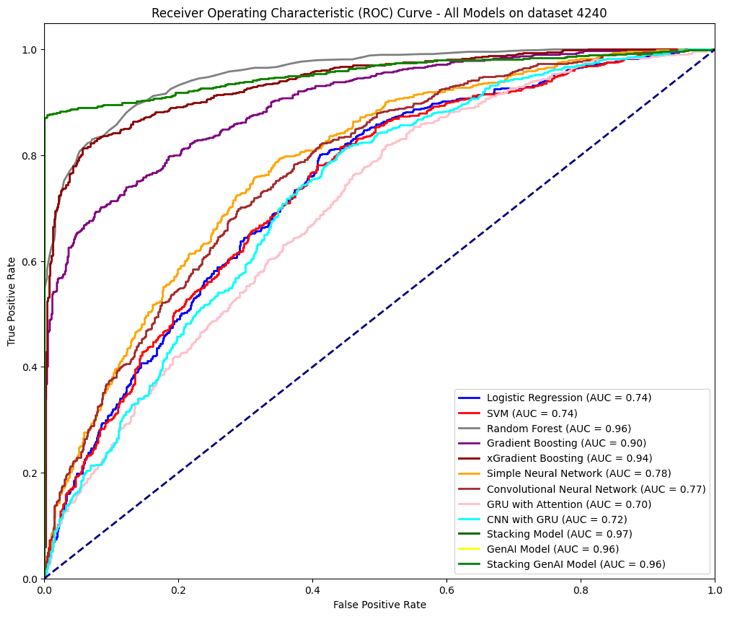 Receiver Operating Characteristic (ROC) Curve - All Models on dataset 4240
1.0
0.8
0.6
0.4
0.2
0.0
True Positive Rate
Logistic Regression (AUC = 0.74)
SVM (AUC = 0.74)
Random Forest (AUC = 0.96)
Gradient Boosting (AUC = 0.90)
xGradient Boosting (AUC = 0.94)
Simple Neural Network (AUC = 0.78)
Convolutional Neural Network (AUC = 0.77)
GRU with Attention (AUC = 0.70)
CNN with GRU (AUC = 0.72)
Stacking Model (AUC = 0.97)
GenAI Model (AUC = 0.96)
Stacking GenAI Model (AUC = 0.96)
0.0 0.2 0.4 0.6 0.8 1.0
False Positive Rate